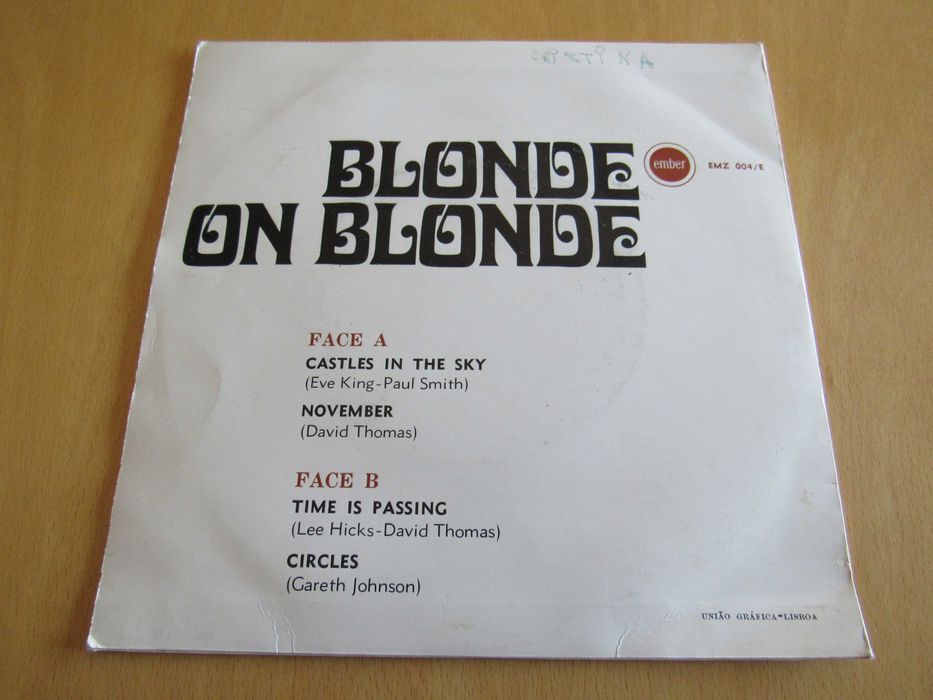 BLONDE
ember
EMZ 004/E
ON BLONDE
FACE A
CASTLES IN THE SKY
(Eve King-Paul Smith)
NOVEMBER
(David Thomas)
FACE B
TIME IS PASSING
(Lee Hicks-David Thomas)
CIRCLES
(Gareth Johnson)
UNIÃO GRÁFICA-LISBOA